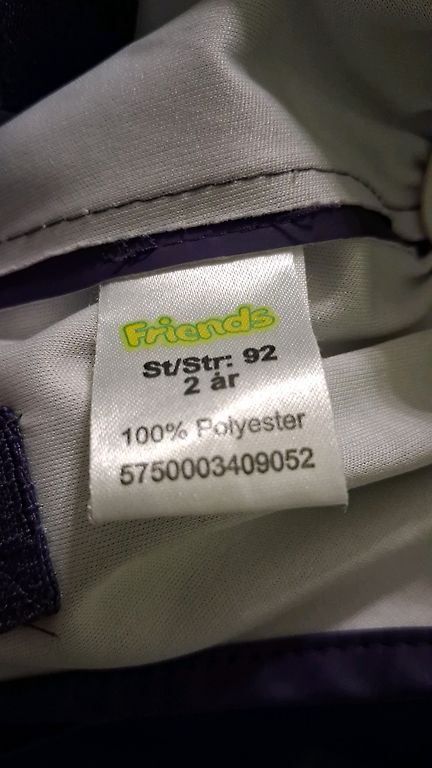 Friends
St/Str: 92
2 år
100% Polyester
5750003409052